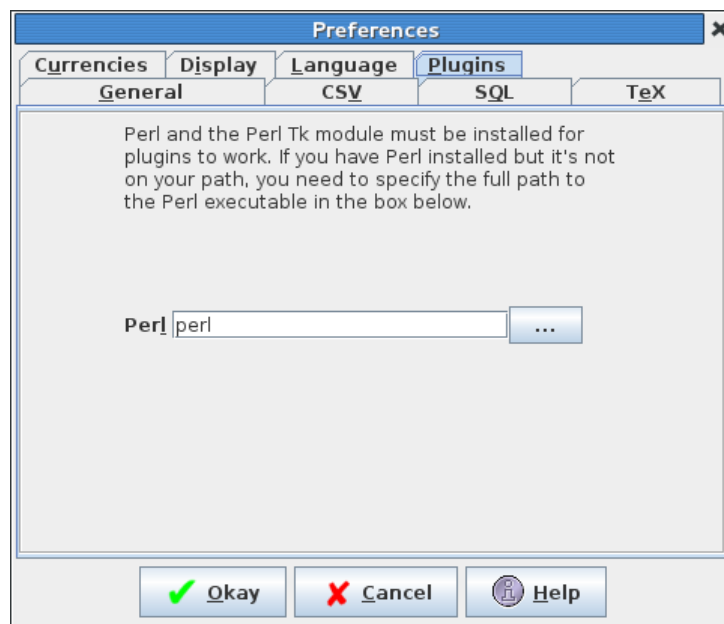 Preferences
Currencies Display Language Plugins
General CSV SQL TeX
Perl and the Perl Tk module must be installed for
plugins to work. If you have Perl installed but it's not
on your path, you need to specify the full path to
the Perl executable in the box below.
Perl perl ...
Okay Cancel Help